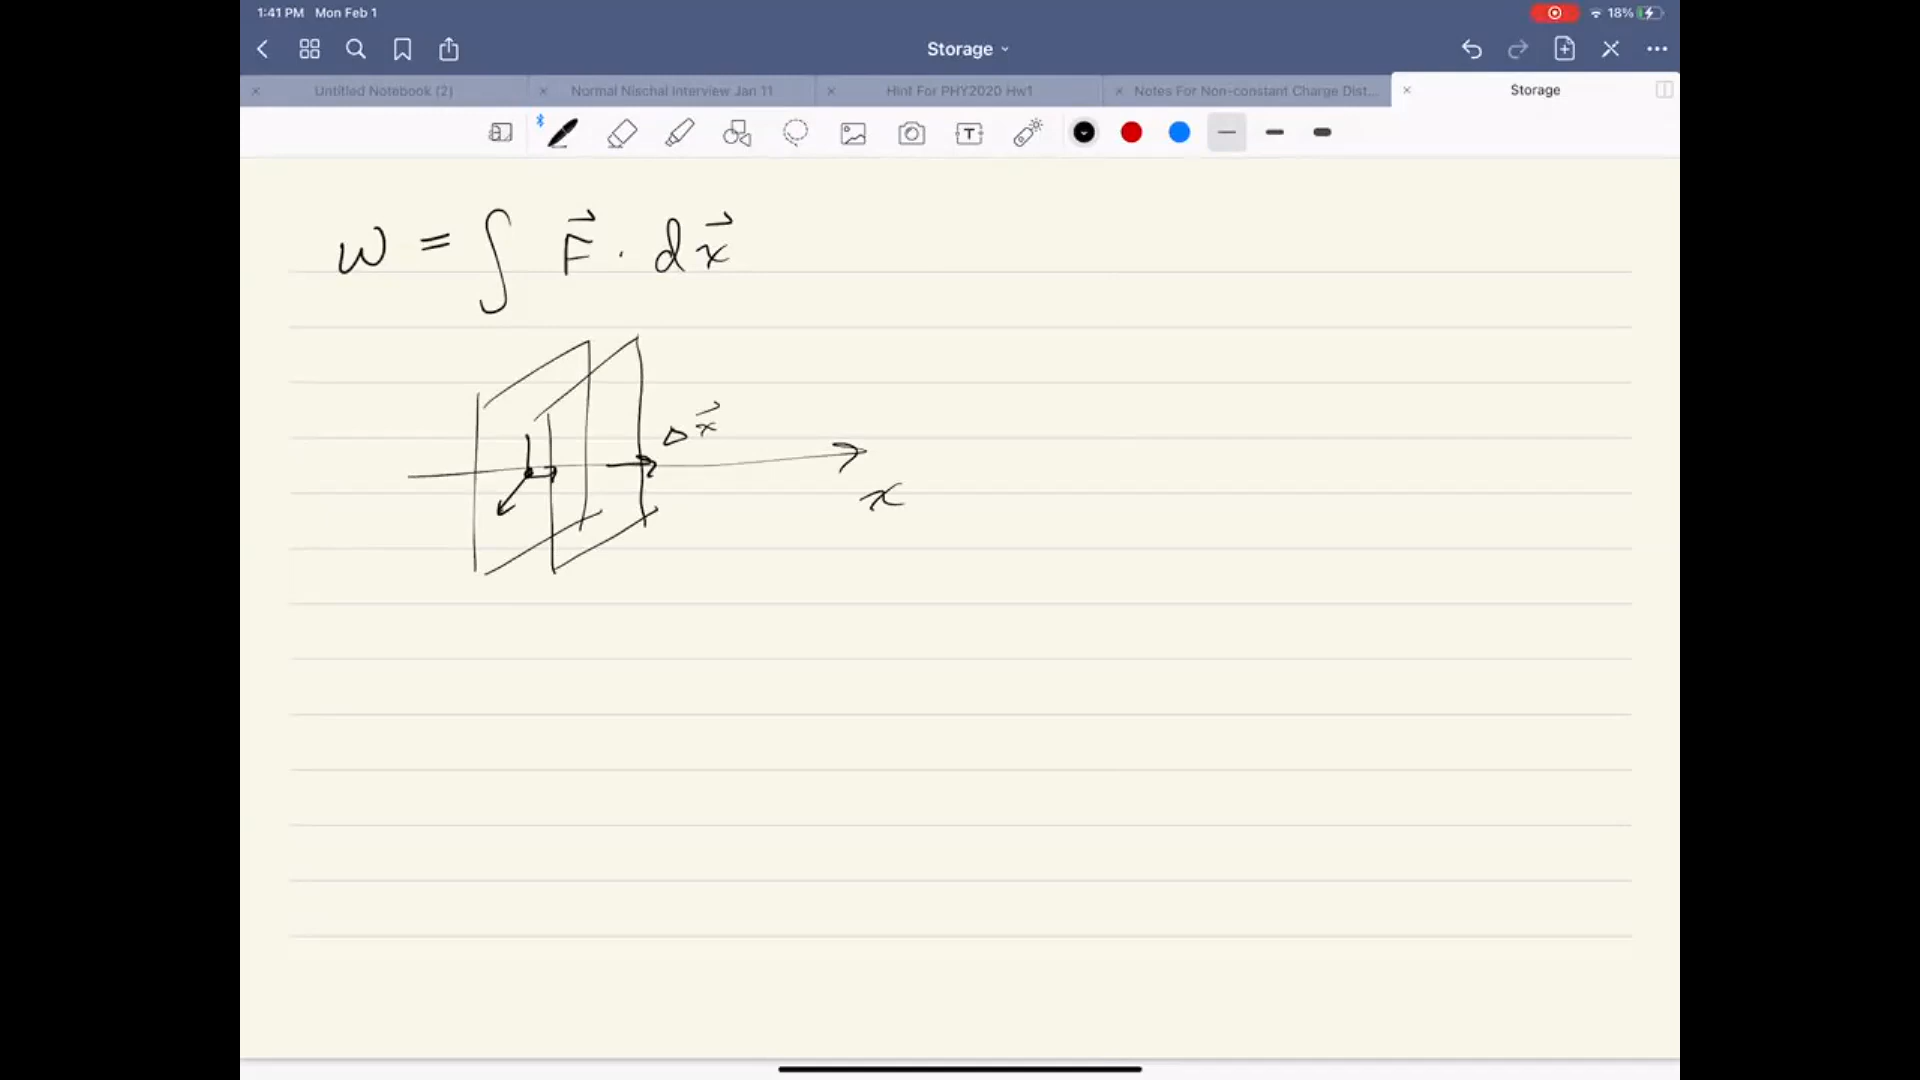 1:41 PM Mon Feb 1 18%
Storage
Untitled Notebook (2) Normal Nischal Interview Jan 11 Hint For PHY2020 Hw1 Notes For Non-constant Charge Dist... Storage
W = ∫ F⃗ · dx⃗
Δx⃗
x